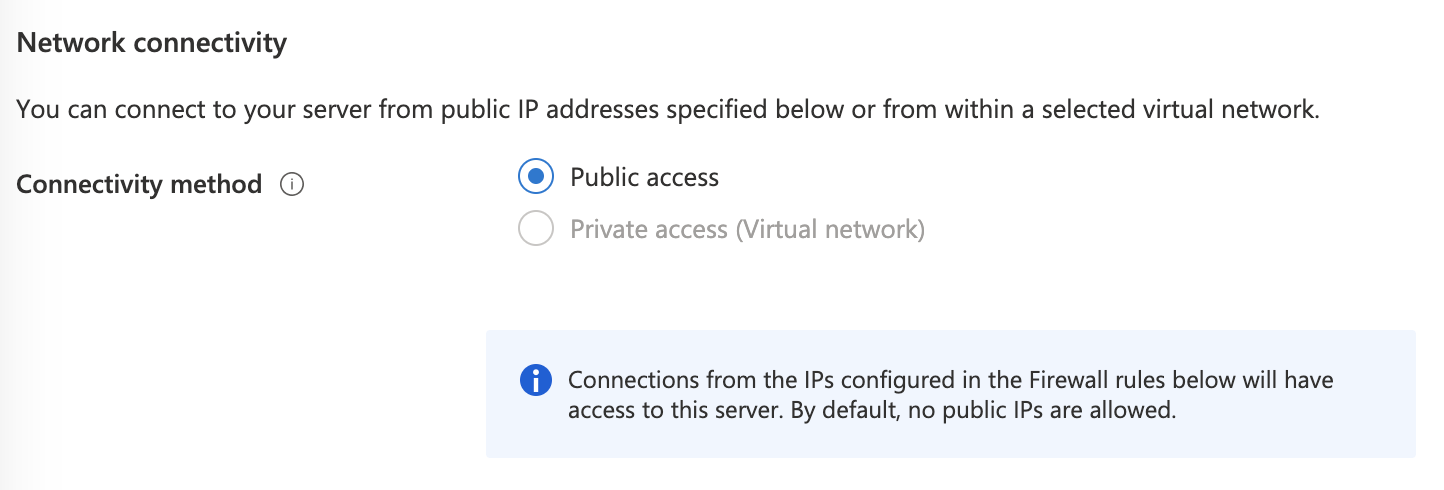 Network connectivity
You can connect to your server from public IP addresses specified below or from within a selected virtual network.
Connectivity method
Public access
Private access (Virtual network)
Connections from the IPs configured in the Firewall rules below will have
access to this server. By default, no public IPs are allowed.